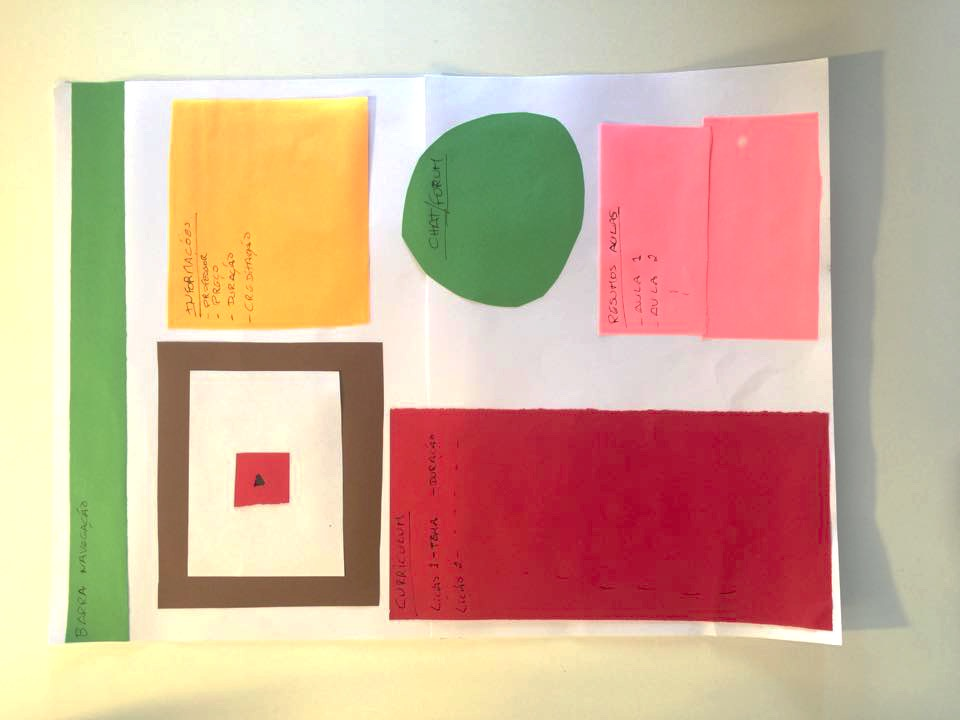 BARRA NAVEGAÇÃO
INFORMAÇÕES
- PROFESSOR
- PREÇO
- DURAÇÃO
- CREDITAÇÃO
CURRÍCULUM
LIÇÃO 1 - TEMA - DURAÇÃO
LIÇÃO 2 -
CHAT/FORUM
RESUMOS AULAS
- AULA 1
- AULA 2